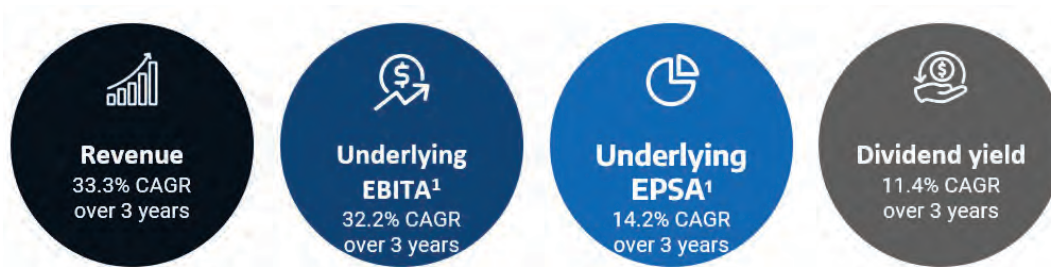 Revenue
33.3% CAGR
over 3 years
Underlying
EBITA¹
32.2% CAGR
over 3 years
Underlying
EPSA¹
14.2% CAGR
over 3 years
Dividend yield
11.4% CAGR
over 3 years